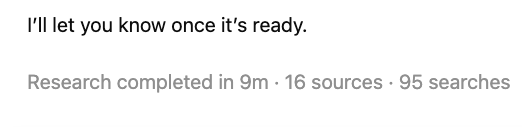 I’ll let you know once it’s ready.
Research completed in 9m · 16 sources · 95 searches